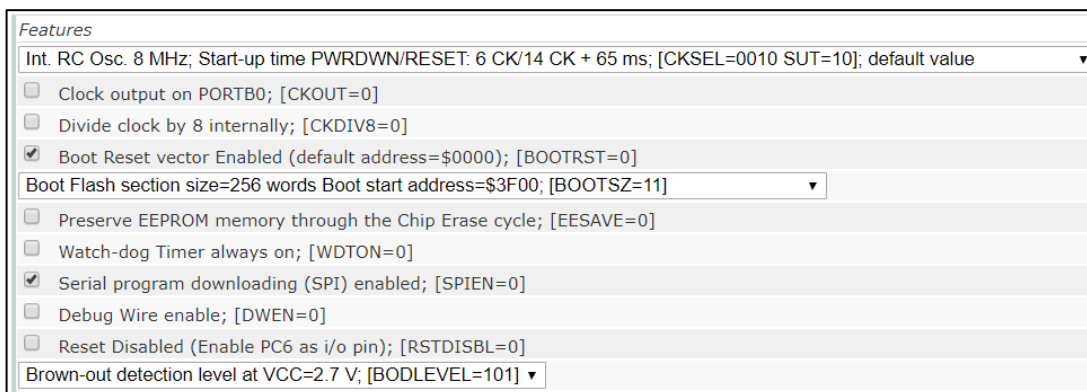 Features
Int. RC Osc. 8 MHz; Start-up time PWRDWN/RESET: 6 CK/14 CK + 65 ms; [CKSEL=0010 SUT=10]; default value
Clock output on PORTB0; [CKOUT=0]
Divide clock by 8 internally; [CKDIV8=0]
Boot Reset vector Enabled (default address=$0000); [BOOTRST=0]
Boot Flash section size=256 words Boot start address=$3F00; [BOOTSZ=11]
Preserve EEPROM memory through the Chip Erase cycle; [EESAVE=0]
Watch-dog Timer always on; [WDTON=0]
Serial program downloading (SPI) enabled; [SPIEN=0]
Debug Wire enable; [DWEN=0]
Reset Disabled (Enable PC6 as i/o pin); [RSTDISBL=0]
Brown-out detection level at VCC=2.7 V; [BODLEVEL=101]